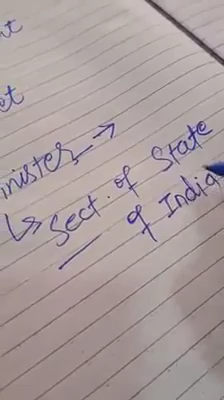 et
nister →
↳ Sect. of State
of India